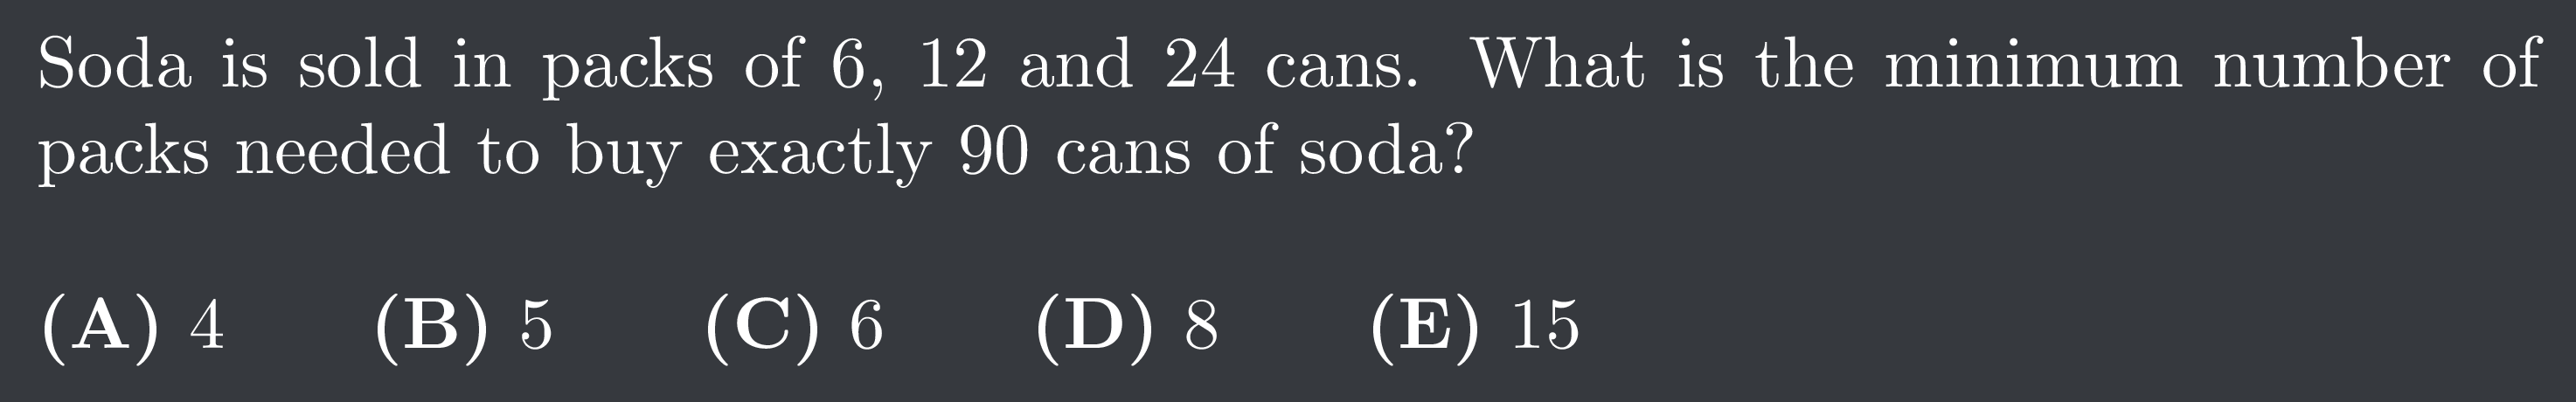 Soda is sold in packs of 6, 12 and 24 cans. What is the minimum number of
packs needed to buy exactly 90 cans of soda?
(A) 4 (B) 5 (C) 6 (D) 8 (E) 15